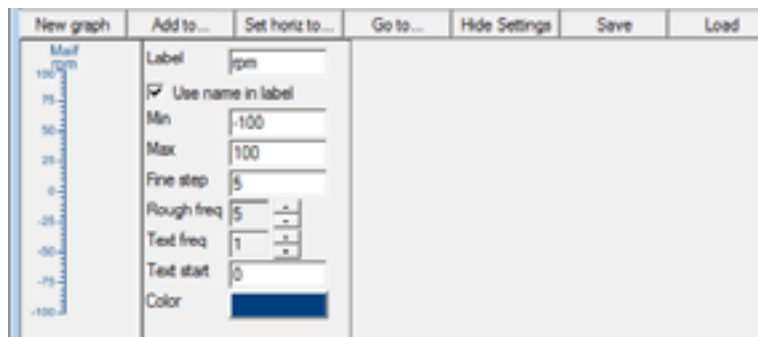 New graph Add to... Set horiz to... Go to... Hide Settings Save Load
rpm
100
75
50
25
0
-25
-50
-75
-100
Label rpm
Use name in label
Min -100
Max 100
Fine step 5
Rough freq 5
Text freq 1
Text start 0
Color